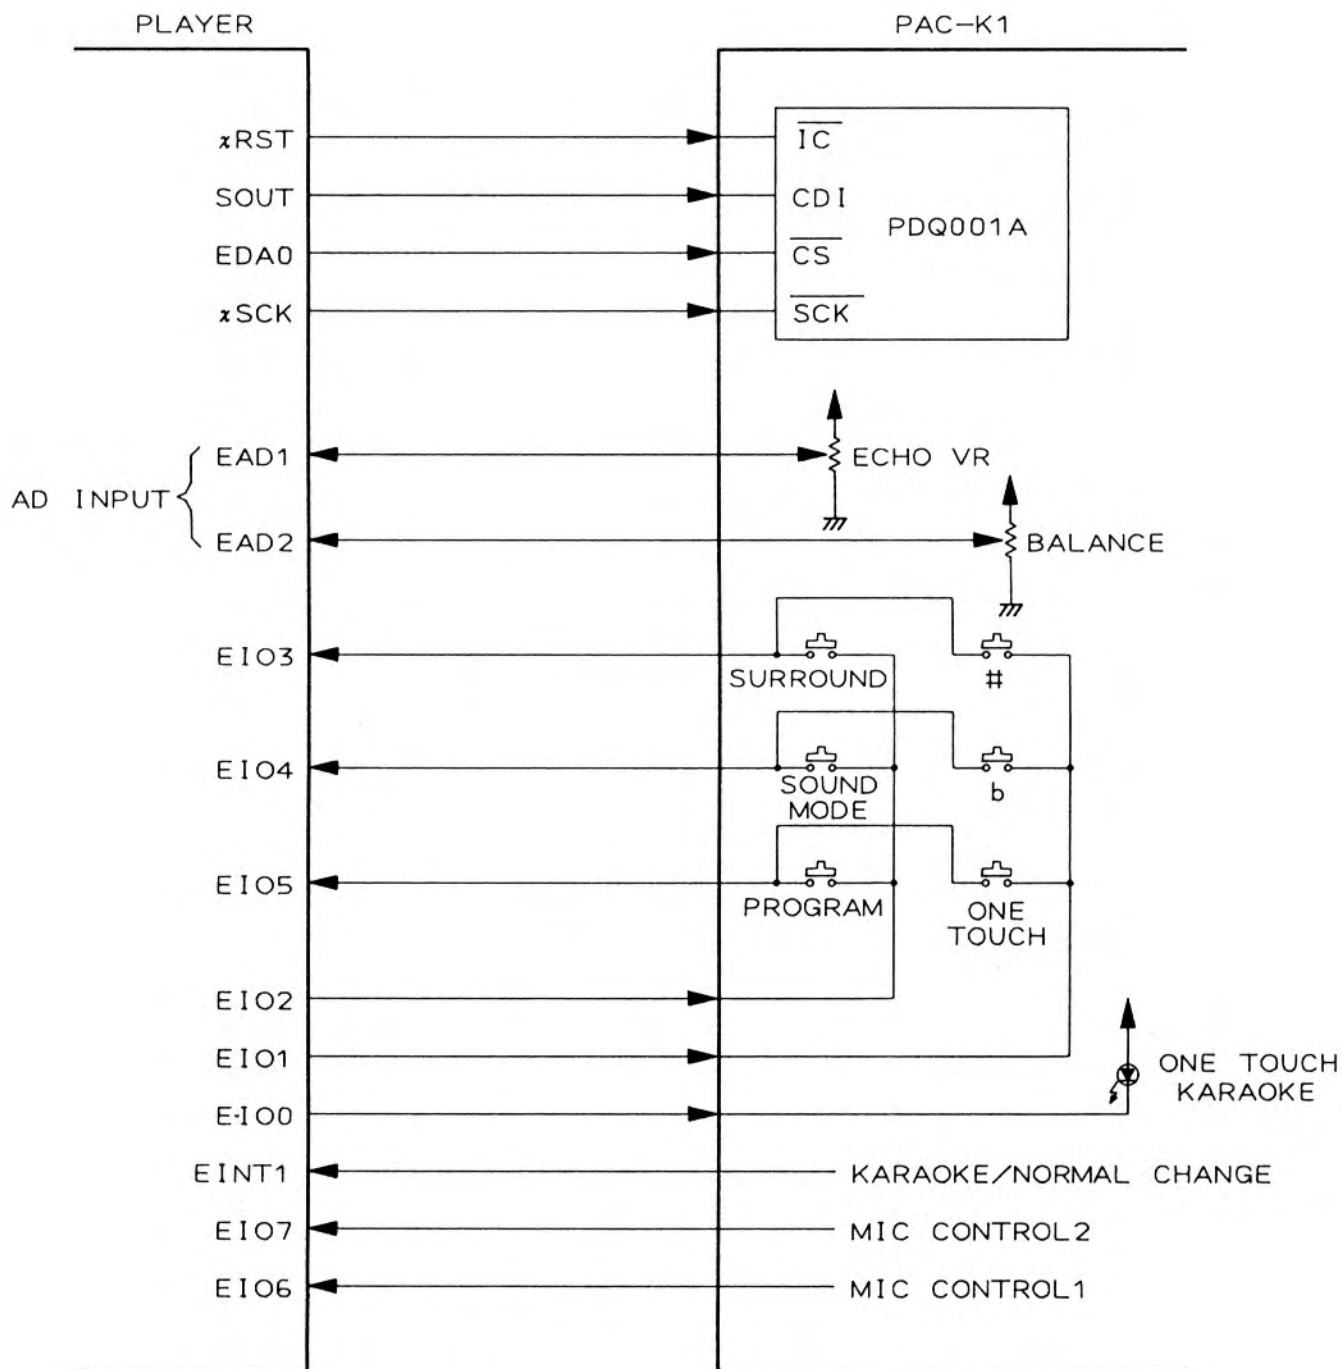 PLAYER
PAC-K1
xRST
IC
SOUT
CDI
PDQ001A
EDA0
CS
xSCK
SCK
AD INPUT
EAD1
ECHO VR
EAD2
BALANCE
EIO3
SURROUND
#
EIO4
SOUND
MODE
b
EIO5
PROGRAM
ONE
TOUCH
EIO2
EIO1
ONE TOUCH
KARAOKE
E·IO0
EINT1
KARAOKE/NORMAL CHANGE
EIO7
MIC CONTROL2
EIO6
MIC CONTROL1